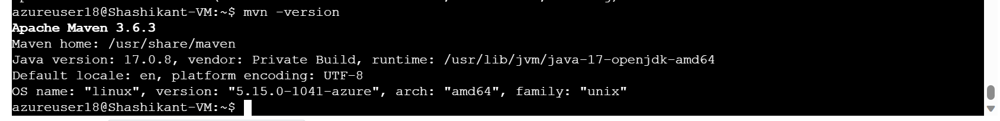 azureuser18@Shashikant-VM:~$ mvn -version
Apache Maven 3.6.3
Maven home: /usr/share/maven
Java version: 17.0.8, vendor: Private Build, runtime: /usr/lib/jvm/java-17-openjdk-amd64
Default locale: en, platform encoding: UTF-8
OS name: "linux", version: "5.15.0-1041-azure", arch: "amd64", family: "unix"
azureuser18@Shashikant-VM:~$